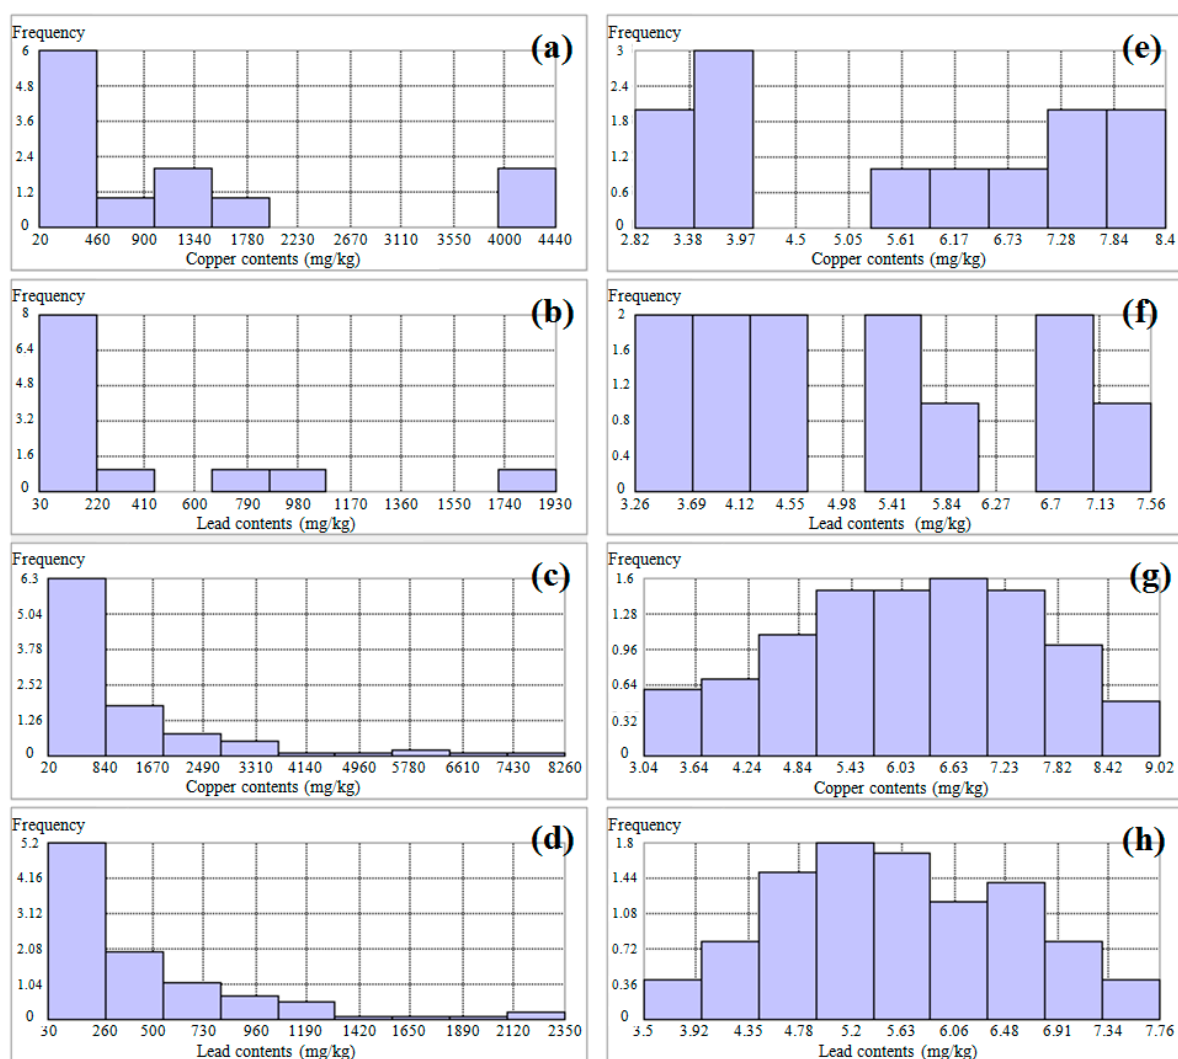 Frequency
(a)
6
4.8
3.6
2.4
1.2
0
20 460 900 1340 1780 2230 2670 3110 3550 4000 4440
Copper contents (mg/kg)
Frequency
(e)
3
2.4
1.8
1.2
0.6
0
2.82 3.38 3.97 4.5 5.05 5.61 6.17 6.73 7.28 7.84 8.4
Copper contents (mg/kg)
Frequency
(b)
8
6.4
4.8
3.2
1.6
0
30 220 410 600 790 980 1170 1360 1550 1740 1930
Lead contents (mg/kg)
Frequency
(f)
2
1.6
1.2
0.8
0.4
0
3.26 3.69 4.12 4.55 4.98 5.41 5.84 6.27 6.7 7.13 7.56
Lead contents (mg/kg)
Frequency
(c)
6.3
5.04
3.78
2.52
1.26
0
20 840 1670 2490 3310 4140 4960 5780 6610 7430 8260
Copper contents (mg/kg)
Frequency
(g)
1.6
1.28
0.96
0.64
0.32
0
3.04 3.64 4.24 4.84 5.43 6.03 6.63 7.23 7.82 8.42 9.02
Copper contents (mg/kg)
Frequency
(d)
5.2
4.16
3.12
2.08
1.04
0
30 260 500 730 960 1190 1420 1650 1890 2120 2350
Lead contents (mg/kg)
Frequency
(h)
1.8
1.44
1.08
0.72
0.36
0
3.5 3.92 4.35 4.78 5.2 5.63 6.06 6.48 6.91 7.34 7.76
Lead contents (mg/kg)